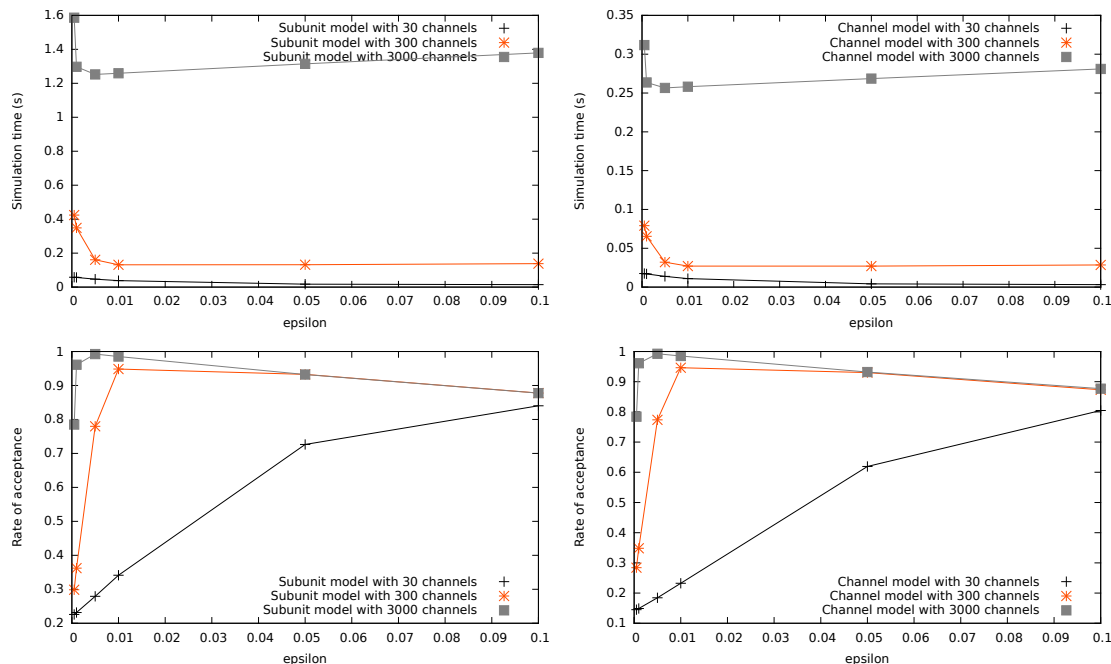 1.6
1.4
1.2
1
0.8
0.6
0.4
0.2
0
Simulation time (s)
Subunit model with 30 channels
Subunit model with 300 channels
Subunit model with 3000 channels
0 0.01 0.02 0.03 0.04 0.05 0.06 0.07 0.08 0.09 0.1
epsilon
0.35
0.3
0.25
0.2
0.15
0.1
0.05
0
Simulation time (s)
Channel model with 30 channels
Channel model with 300 channels
Channel model with 3000 channels
0 0.01 0.02 0.03 0.04 0.05 0.06 0.07 0.08 0.09 0.1
epsilon
1
0.9
0.8
0.7
0.6
0.5
0.4
0.3
0.2
Rate of acceptance
Subunit model with 30 channels
Subunit model with 300 channels
Subunit model with 3000 channels
0 0.01 0.02 0.03 0.04 0.05 0.06 0.07 0.08 0.09 0.1
epsilon
1
0.9
0.8
0.7
0.6
0.5
0.4
0.3
0.2
0.1
Rate of acceptance
Channel model with 30 channels
Channel model with 300 channels
Channel model with 3000 channels
0 0.01 0.02 0.03 0.04 0.05 0.06 0.07 0.08 0.09 0.1
epsilon